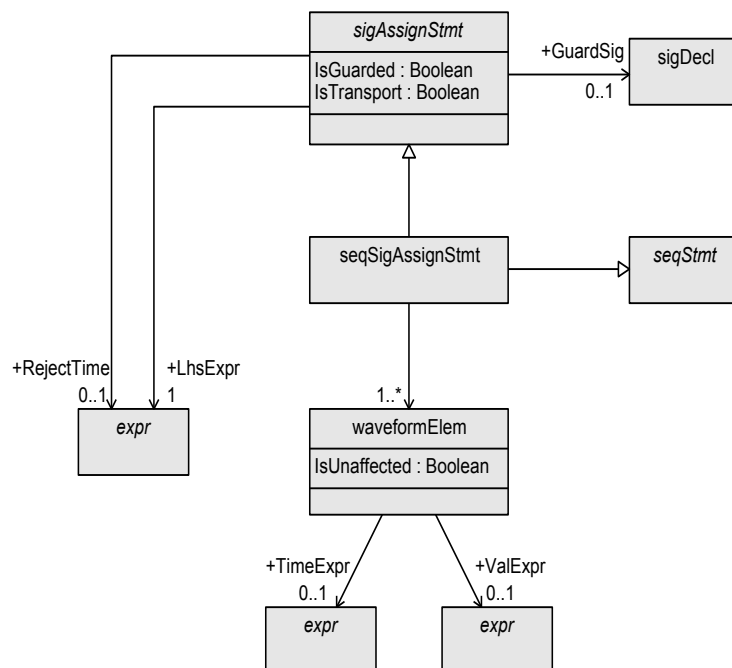 sigAssignStmt
IsGuarded : Boolean
IsTransport : Boolean
+GuardSig
0..1
sigDecl
seqSigAssignStmt
seqStmt
+RejectTime
0..1
+LhsExpr
1
expr
1..*
waveformElem
IsUnaffected : Boolean
+TimeExpr
0..1
+ValExpr
0..1
expr
expr